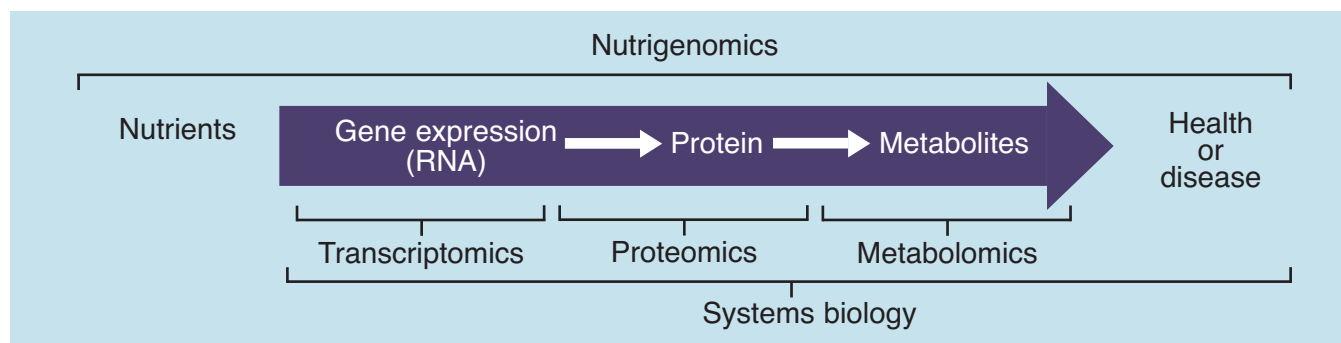 Nutrigenomics
Nutrients
Gene expression
(RNA)
Protein
Metabolites
Health
or
disease
Transcriptomics
Proteomics
Metabolomics
Systems biology